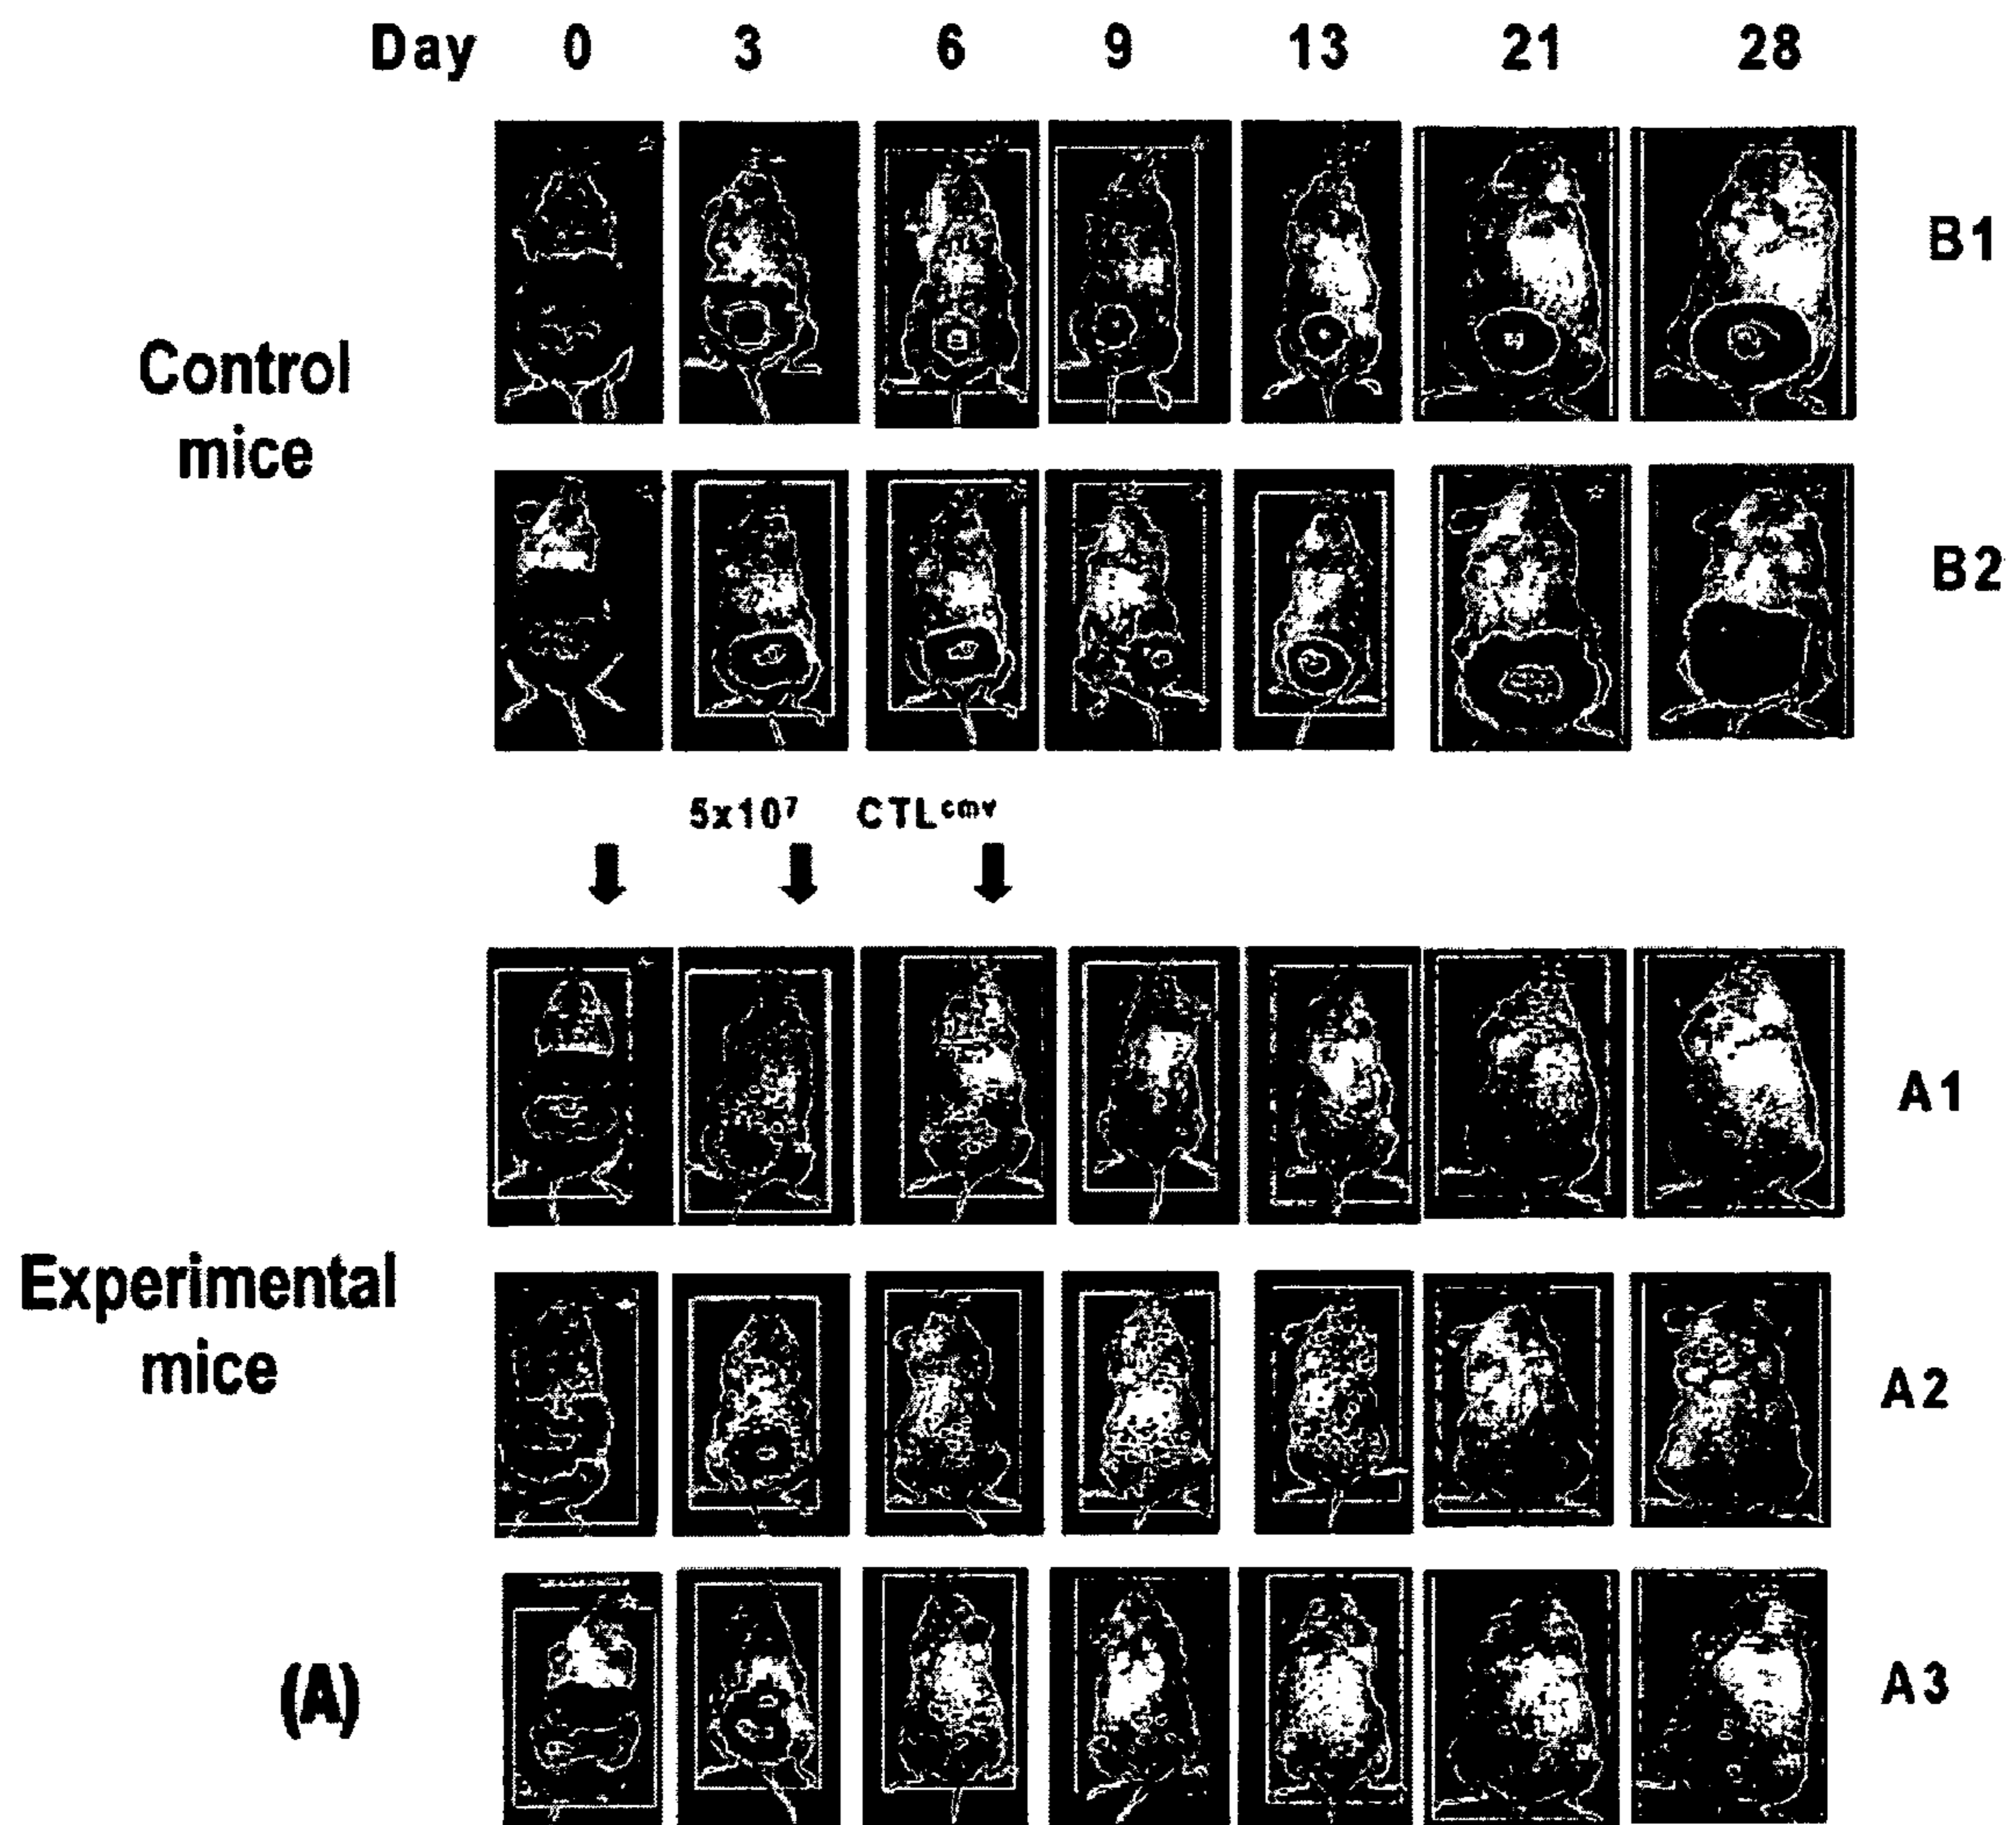 Day 0 3 6 9 13 21 28
B1
Control
mice
B2
5x10⁷ CTLᶜᵐᵛ
A1
Experimental
mice
A2
(A)
A3